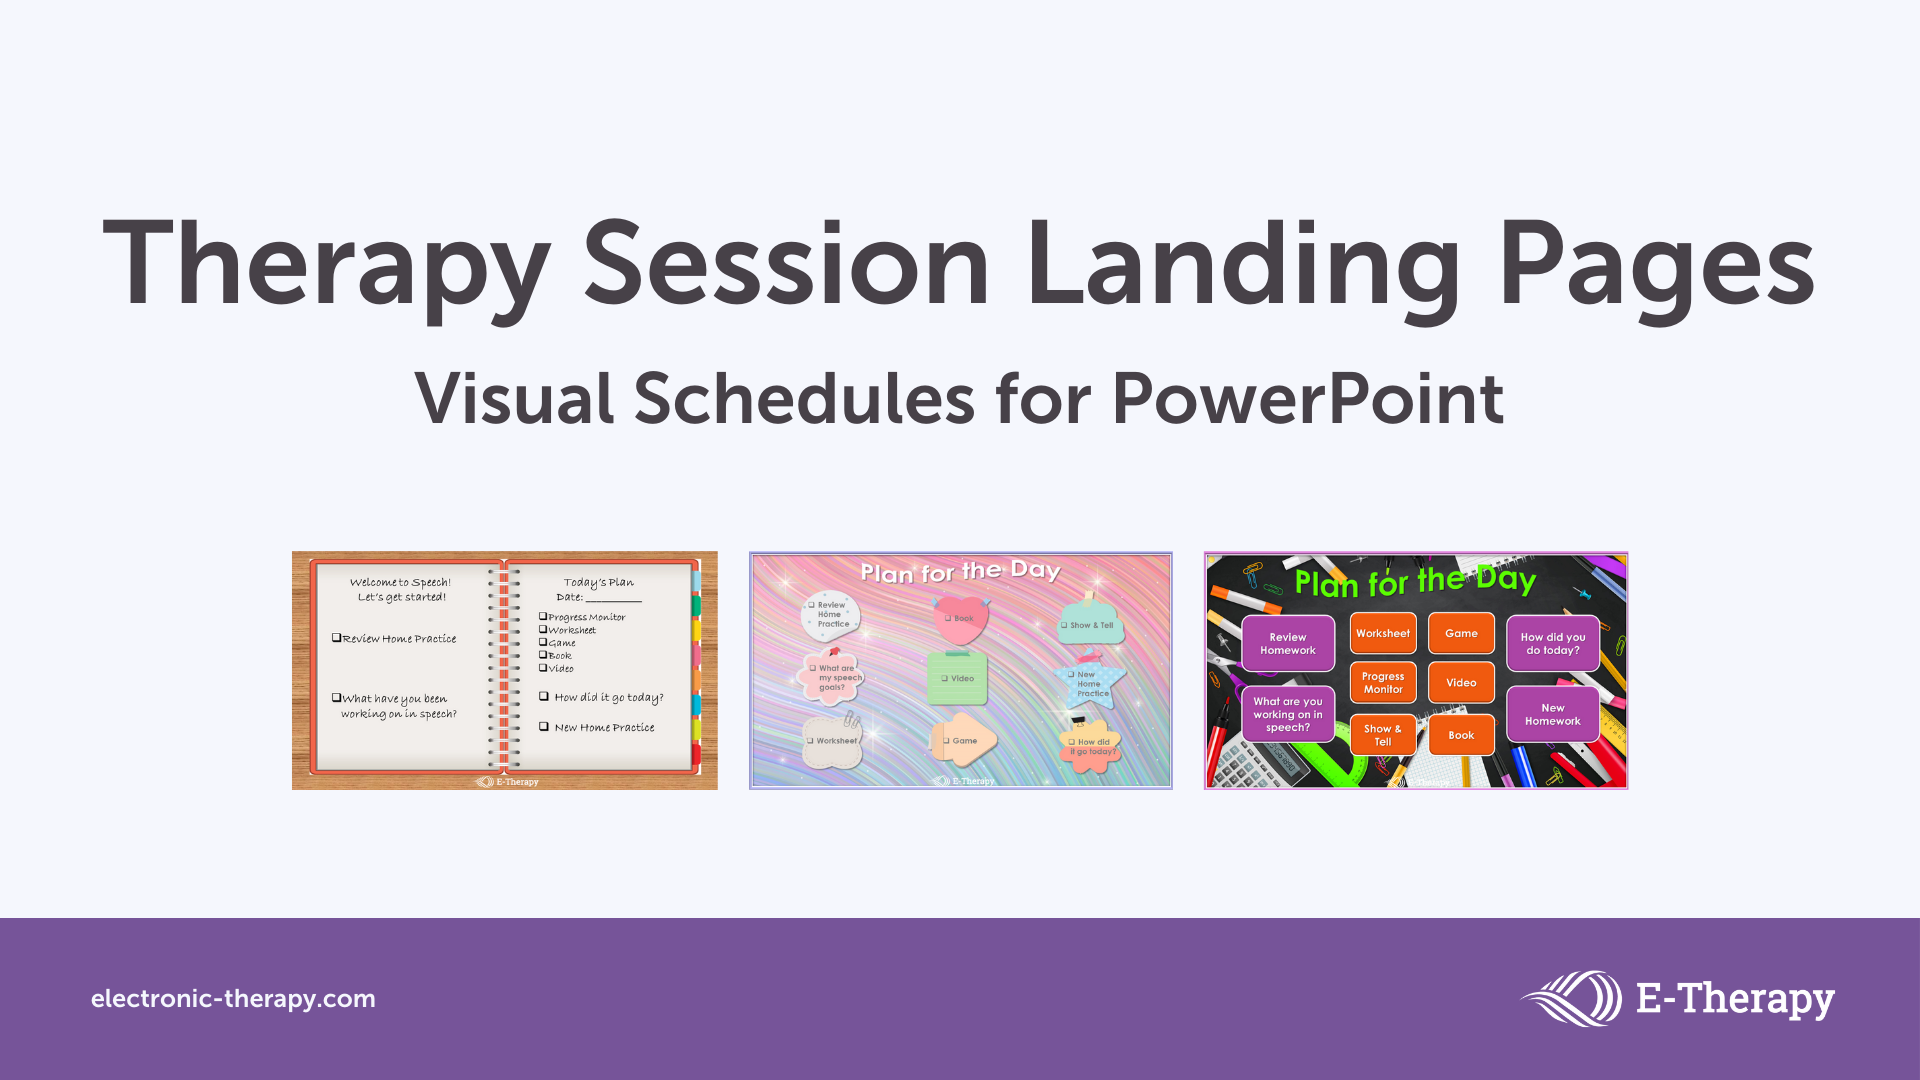 Therapy Session Landing Pages
Visual Schedules for PowerPoint
Welcome to Speech!
Let's get started!
❑Review Home Practice
❑What have you been
working on in speech?
Today's Plan
Date: __________
❑Progress Monitor
❑Worksheet
❑Game
❑Book
❑Video
❑ How did it go today?
❑ New Home Practice
E-Therapy
Plan for the Day
❑ Review
Home
Practice
❑ Book
❑ Show & Tell
❑ What are
my speech
goals?
❑ Video
❑ New
Home
Practice
❑ Worksheet
❑ Game
❑ How did
it go today?
E-Therapy
Plan for the Day
Review
Homework
Worksheet
Game
How did you
do today?
What are you
working on in
speech?
Progress
Monitor
Video
New
Homework
Show &
Tell
Book
E-Therapy
electronic-therapy.com
E-Therapy